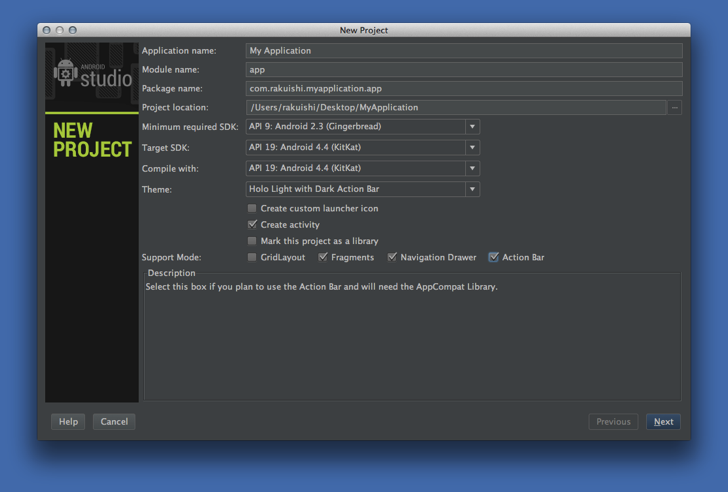 New Project
ANDROID
studio
NEW
PROJECT
Application name: My Application
Module name: app
Package name: com.rakuishi.myapplication.app
Project location: /Users/rakuishi/Desktop/MyApplication ...
Minimum required SDK: API 9: Android 2.3 (Gingerbread)
Target SDK: API 19: Android 4.4 (KitKat)
Compile with: API 19: Android 4.4 (KitKat)
Theme: Holo Light with Dark Action Bar
Create custom launcher icon
Create activity
Mark this project as a library
Support Mode: GridLayout Fragments Navigation Drawer Action Bar
Description
Select this box if you plan to use the Action Bar and will need the AppCompat Library.
Help Cancel Previous Next